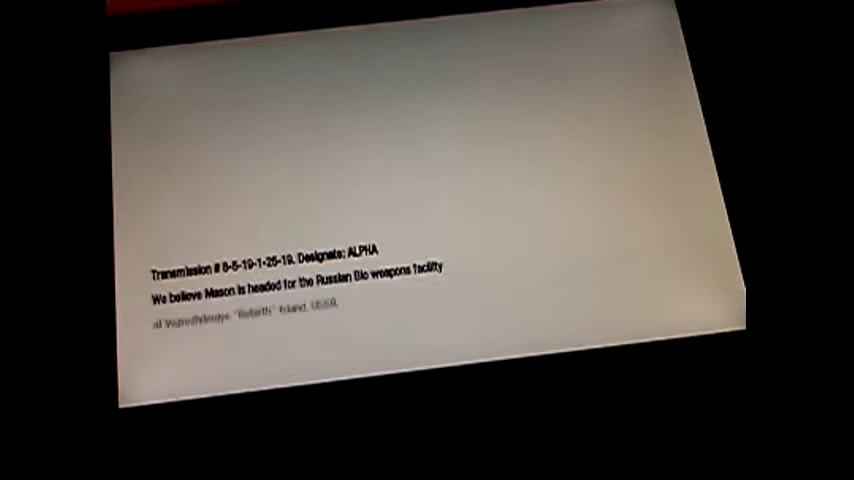 Transmission # 8-5-19-1-25-19, Designate: ALPHA
We believe Mason is headed for the Russian Bio weapons facility
at "Rebirth" Island, USSR.